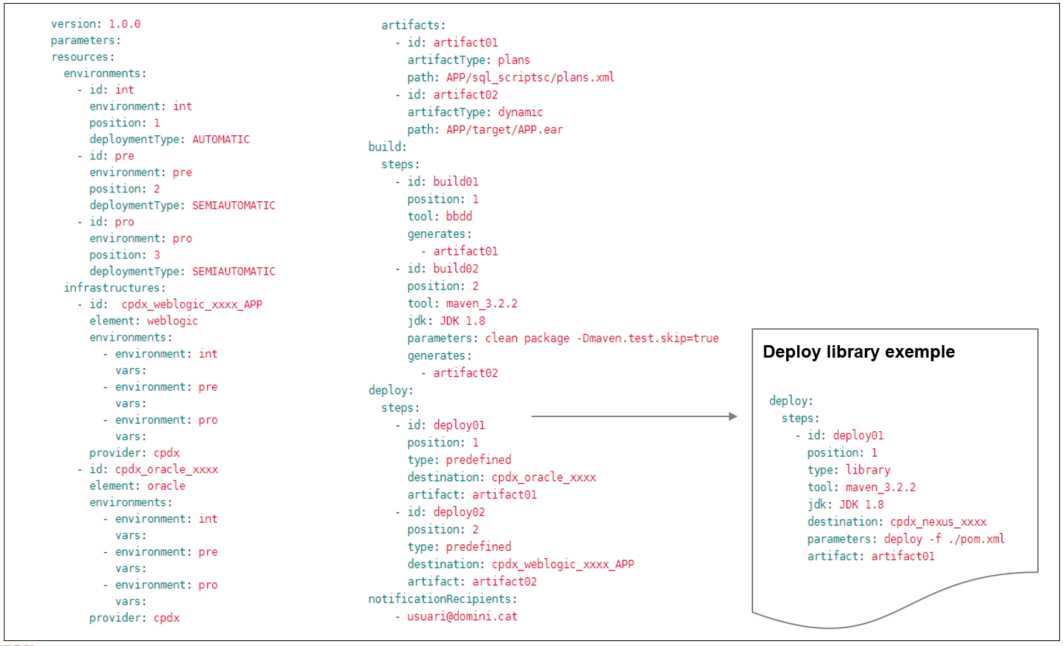 version: 1.0.0
parameters:
resources:
  environments:
    - id: int
      environment: int
      position: 1
      deploymentType: AUTOMATIC
    - id: pre
      environment: pre
      position: 2
      deploymentType: SEMIAUTOMATIC
    - id: pro
      environment: pro
      position: 3
      deploymentType: SEMIAUTOMATIC
  infrastructures:
    - id:  cpdx_weblogic_xxxx_APP
      element: weblogic
      environments:
        - environment: int
          vars:
        - environment: pre
          vars:
        - environment: pro
          vars:
      provider: cpdx
    - id: cpdx_oracle_xxxx
      element: oracle
      environments:
        - environment: int
          vars:
        - environment: pre
          vars:
        - environment: pro
          vars:
      provider: cpdx
  artifacts:
    - id: artifact01
      artifactType: plans
      path: APP/sql_scriptsc/plans.xml
    - id: artifact02
      artifactType: dynamic
      path: APP/target/APP.ear
build:
  steps:
    - id: build01
      position: 1
      tool: bbdd
      generates:
        - artifact01
    - id: build02
      position: 2
      tool: maven_3.2.2
      jdk: JDK 1.8
      parameters: clean package -Dmaven.test.skip=true
      generates:
        - artifact02
deploy:
  steps:
    - id: deploy01
      position: 1
      type: predefined
      destination: cpdx_oracle_xxxx
      artifact: artifact01
    - id: deploy02
      position: 2
      type: predefined
      destination: cpdx_weblogic_xxxx_APP
      artifact: artifact02
notificationRecipients:
    - usuari@domini.cat
Deploy library exemple
deploy:
  steps:
    - id: deploy01
      position: 1
      type: library
      tool: maven_3.2.2
      jdk: JDK 1.8
      destination: cpdx_nexus_xxxx
      parameters: deploy -f ./pom.xml
      artifact: artifact01